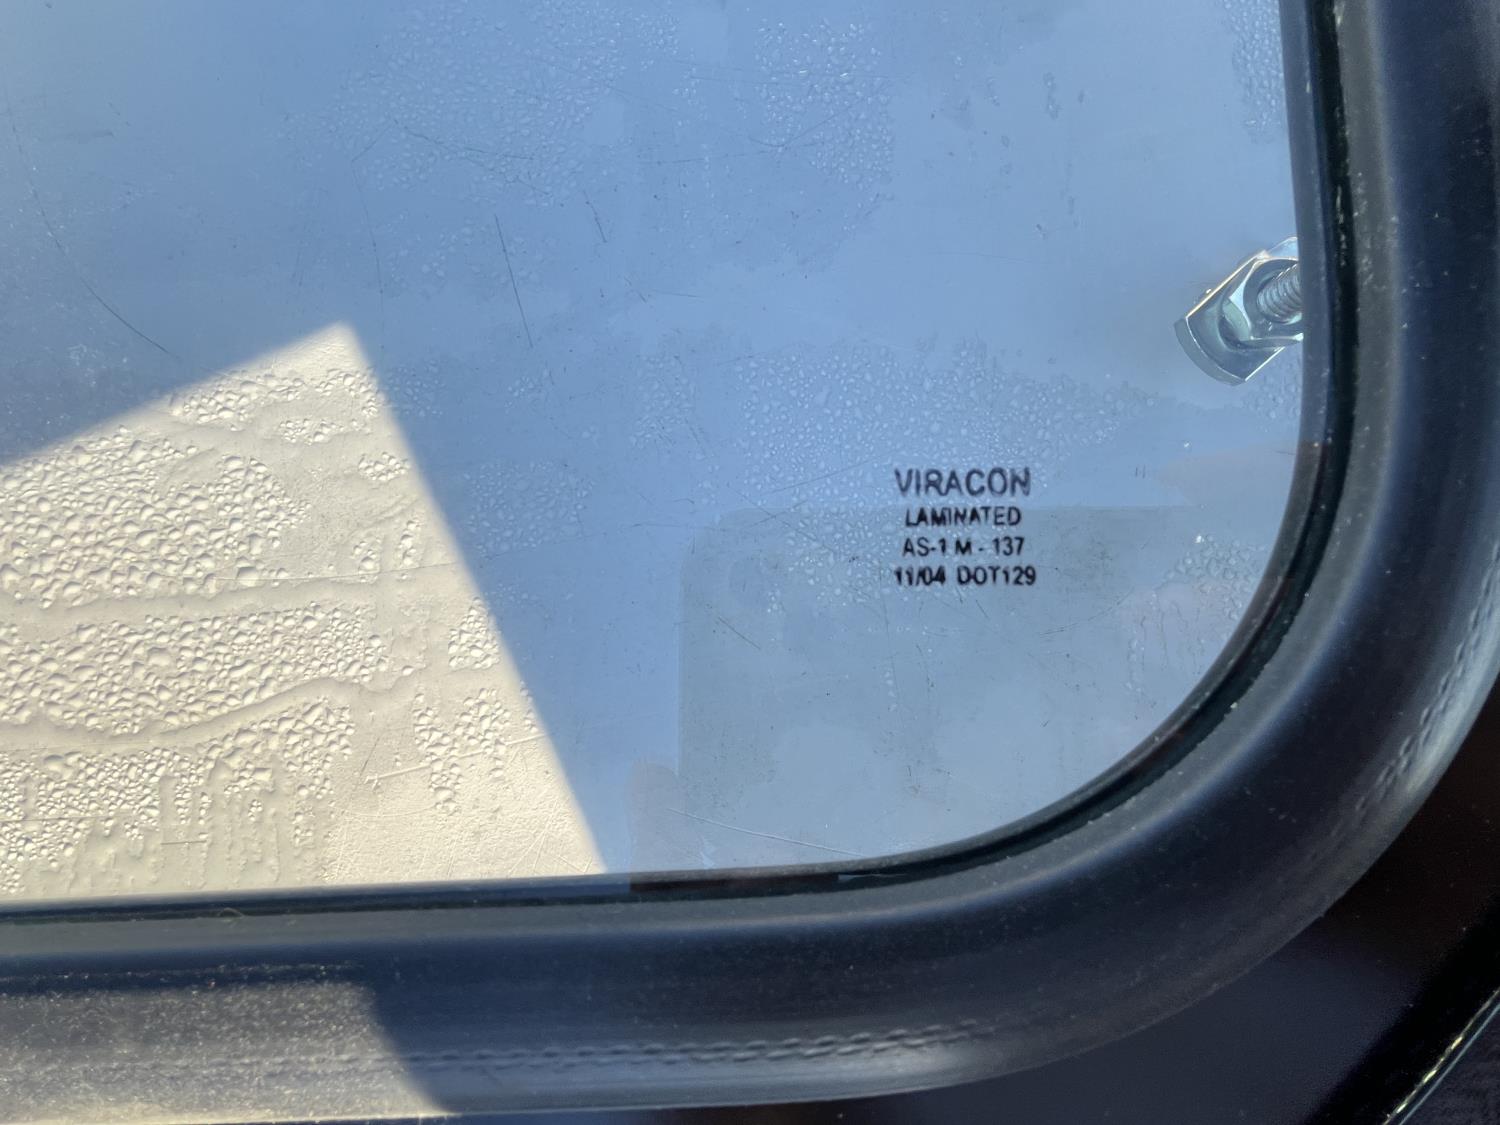 VIRACON
LAMINATED
AS-1 M - 137
11/04 DOT129